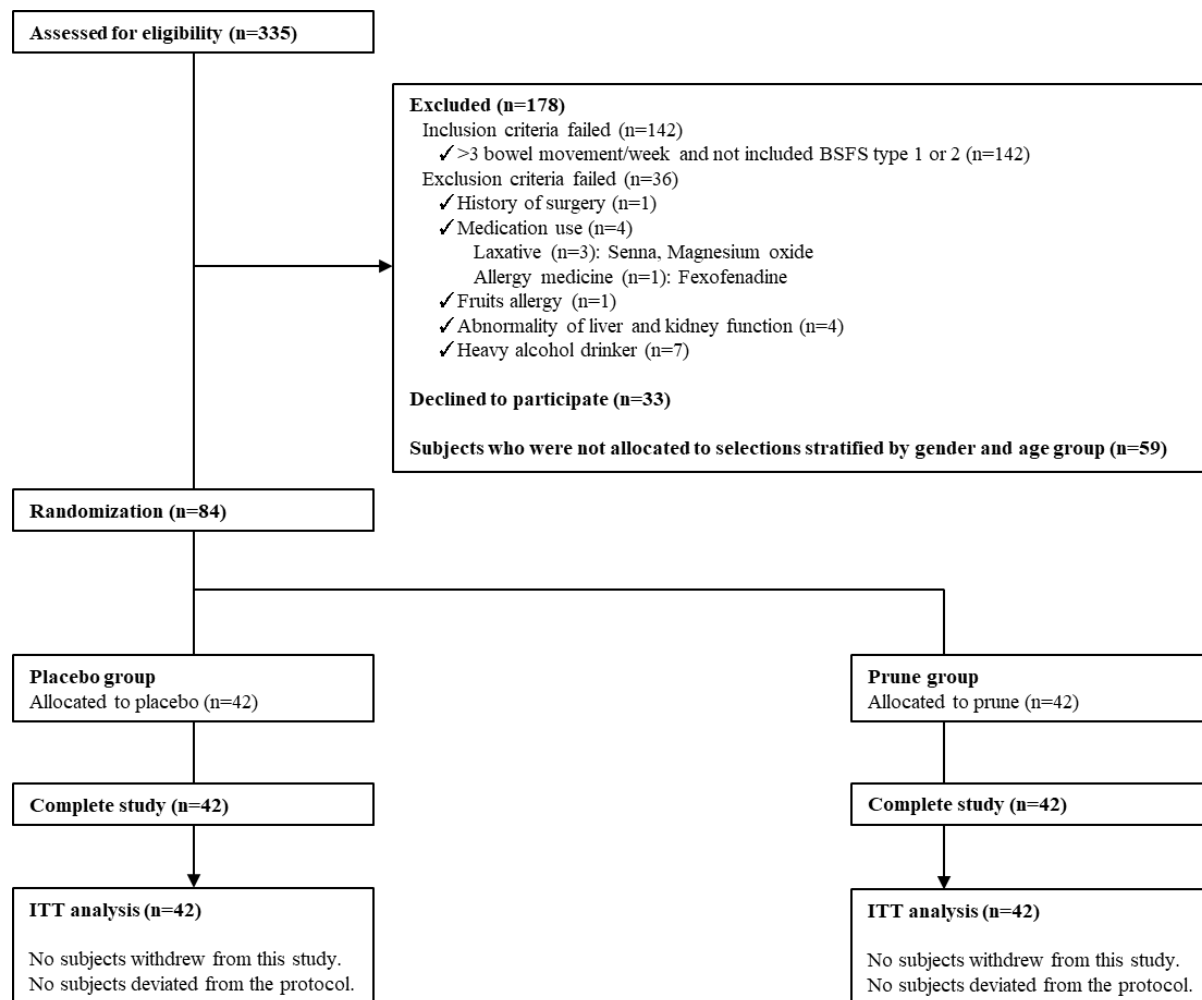 Assessed for eligibility (n=335)
Excluded (n=178)
Inclusion criteria failed (n=142)
✓>3 bowel movement/week and not included BSFS type 1 or 2 (n=142)
Exclusion criteria failed (n=36)
✓History of surgery (n=1)
✓Medication use (n=4)
Laxative (n=3): Senna, Magnesium oxide
Allergy medicine (n=1): Fexofenadine
✓Fruits allergy (n=1)
✓Abnormality of liver and kidney function (n=4)
✓Heavy alcohol drinker (n=7)
Declined to participate (n=33)
Subjects who were not allocated to selections stratified by gender and age group (n=59)
Randomization (n=84)
Placebo group
Allocated to placebo (n=42)
Prune group
Allocated to prune (n=42)
Complete study (n=42)
Complete study (n=42)
ITT analysis (n=42)
No subjects withdrew from this study.
No subjects deviated from the protocol.
ITT analysis (n=42)
No subjects withdrew from this study.
No subjects deviated from the protocol.